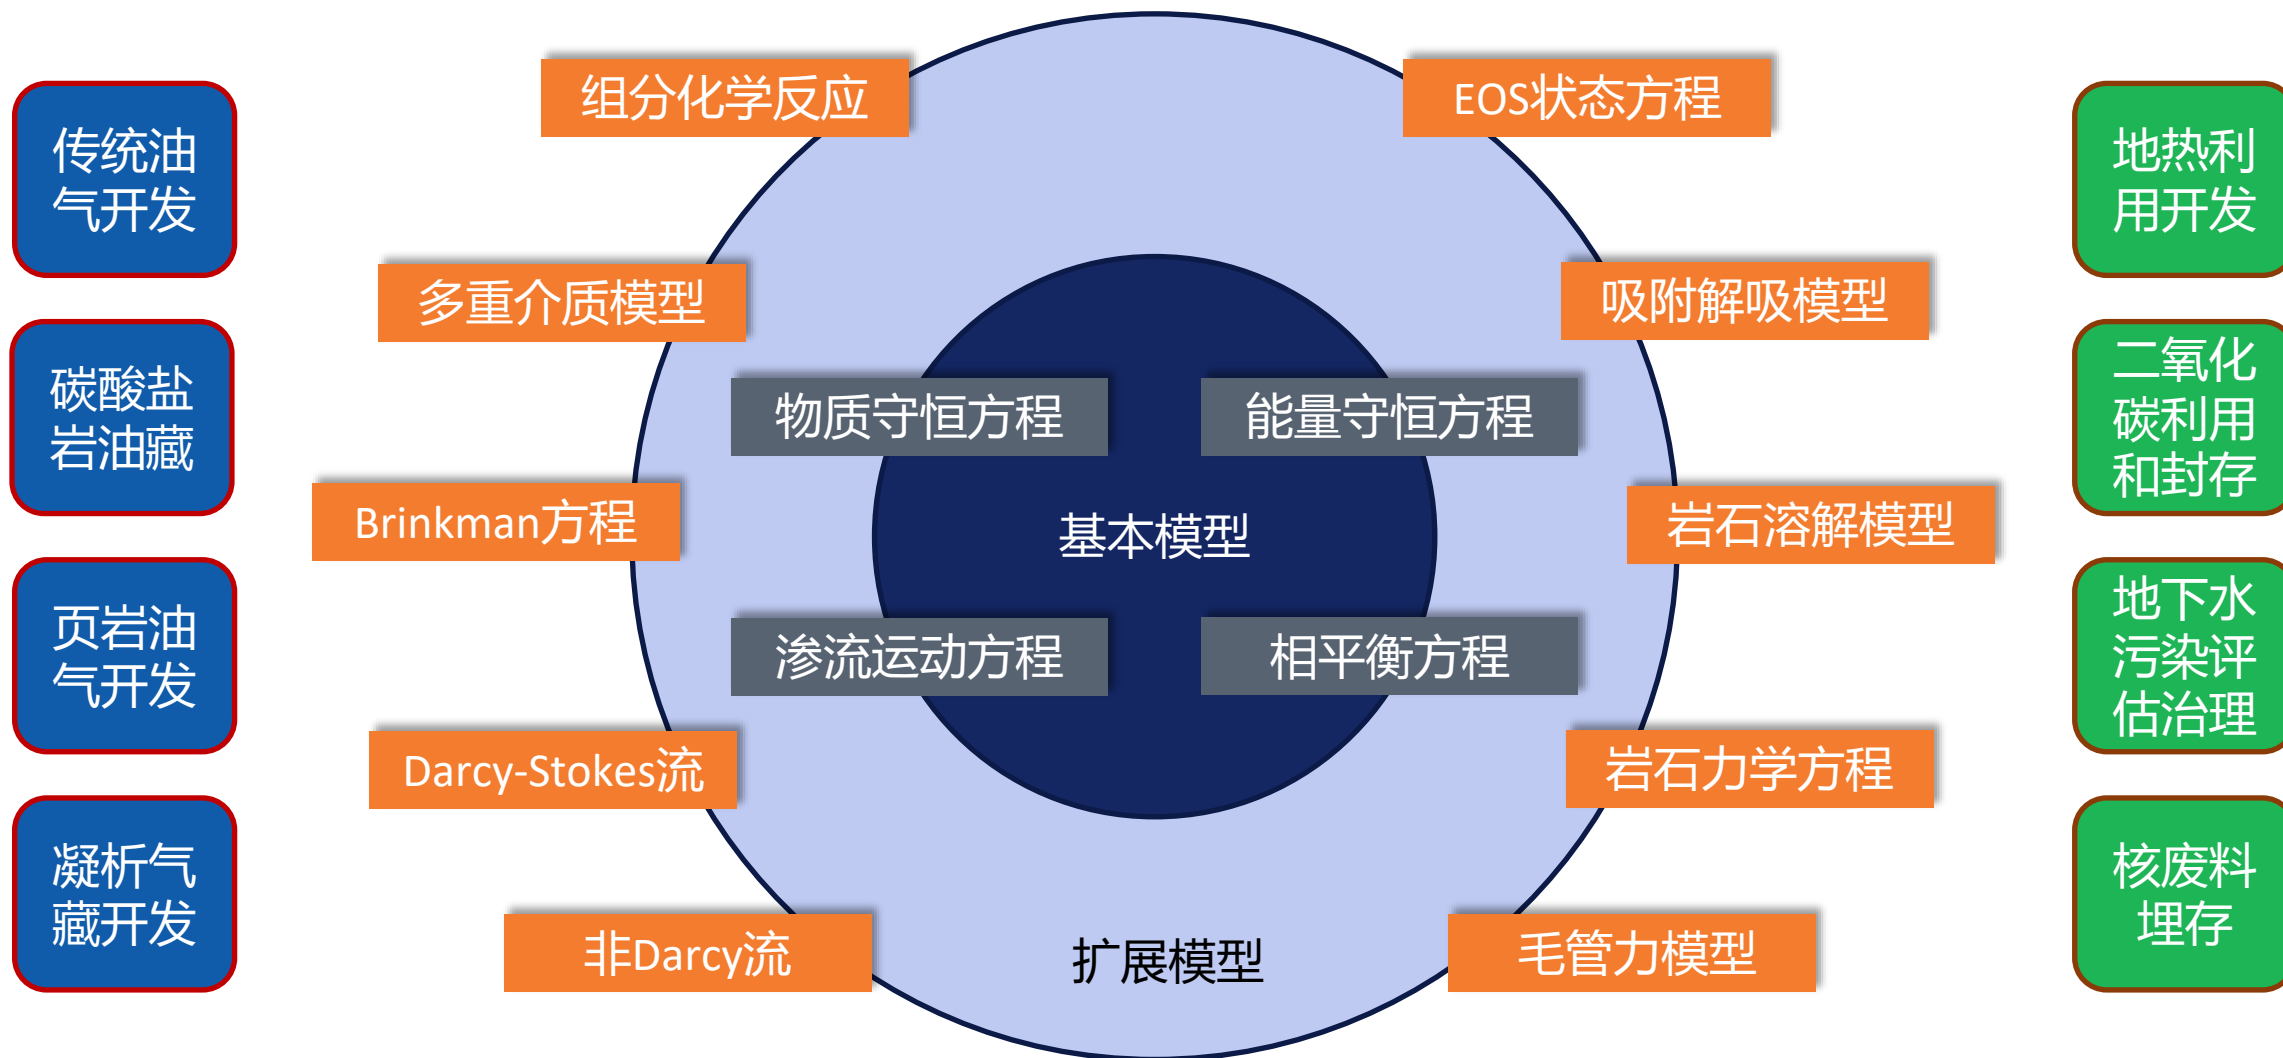 传统油
气开发
碳酸盐
岩油藏
页岩油
气开发
凝析气
藏开发
组分化学反应
多重介质模型
Brinkman方程
Darcy-Stokes流
非Darcy流
物质守恒方程
能量守恒方程
基本模型
渗流运动方程
相平衡方程
扩展模型
EOS状态方程
吸附解吸模型
岩石溶解模型
岩石力学方程
毛管力模型
地热利
用开发
二氧化
碳利用
和封存
地下水
污染评
估治理
核废料
埋存